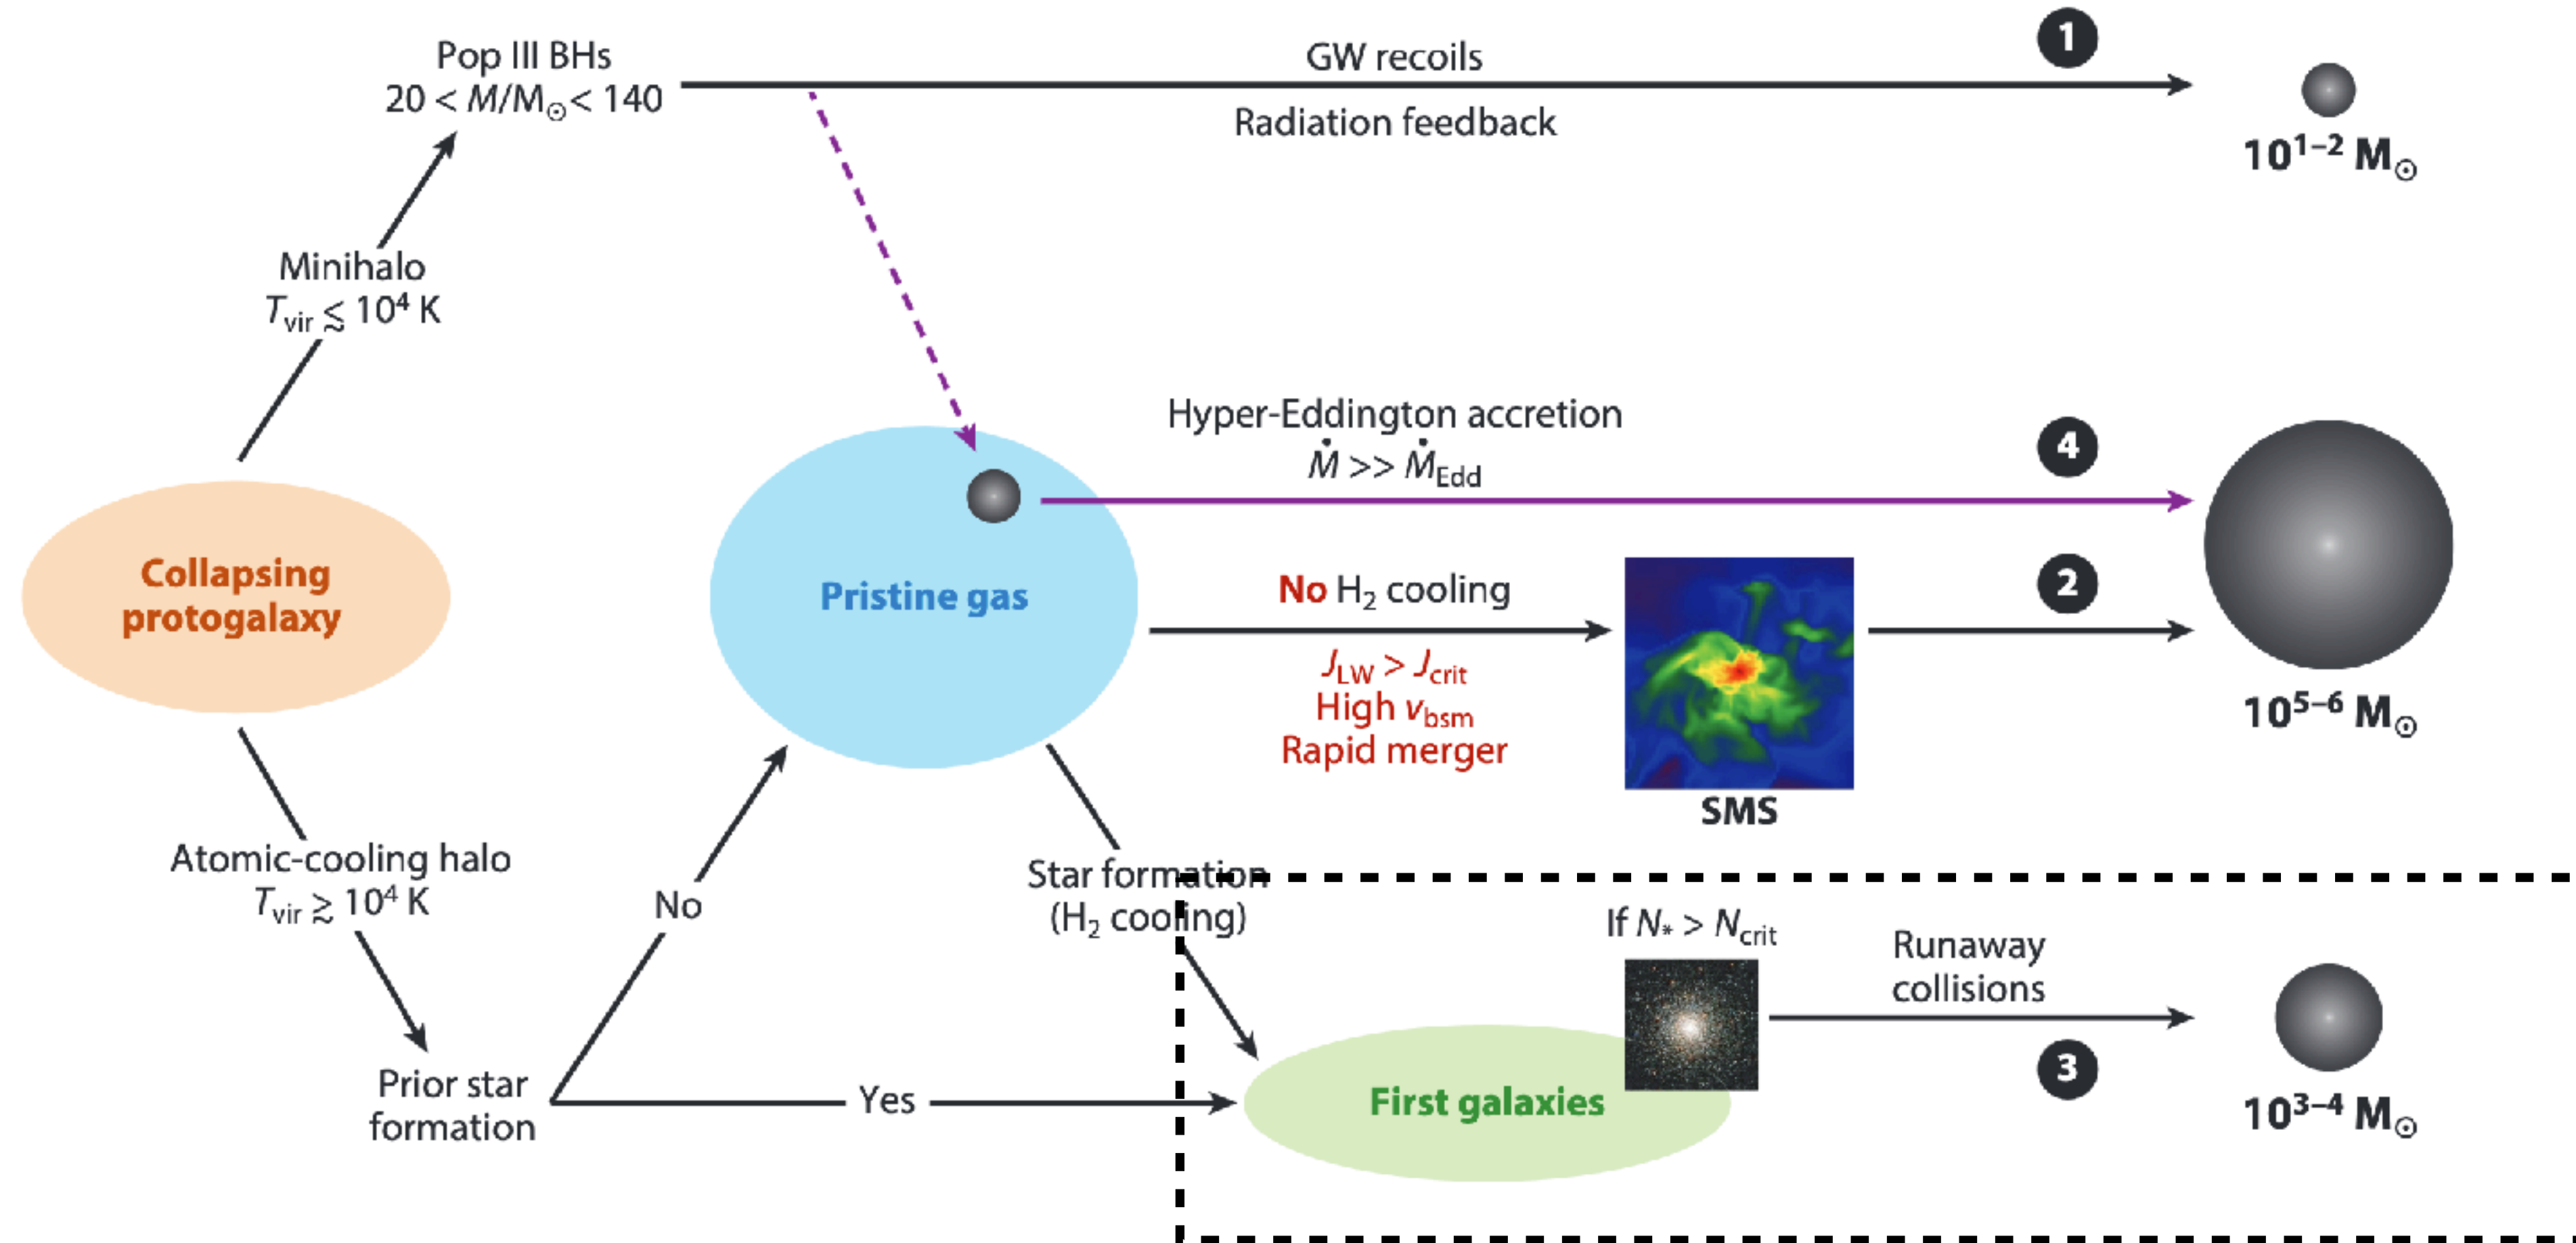 Pop III BHs
20 < M/M☉ < 140
GW recoils
Radiation feedback
1
10¹⁻² M☉
Minihalo
Tvir ≲ 10⁴ K
Hyper-Eddington accretion
Ṁ >> ṀEdd
4
Collapsing
protogalaxy
Pristine gas
No H₂ cooling
JLW > Jcrit
High vbsm
Rapid merger
SMS
2
10⁵⁻⁶ M☉
Atomic-cooling halo
Tvir ≳ 10⁴ K
No
Star formation
(H₂ cooling)
If N* > Ncrit
Runaway
collisions
3
10³⁻⁴ M☉
Prior star
formation
Yes
First galaxies